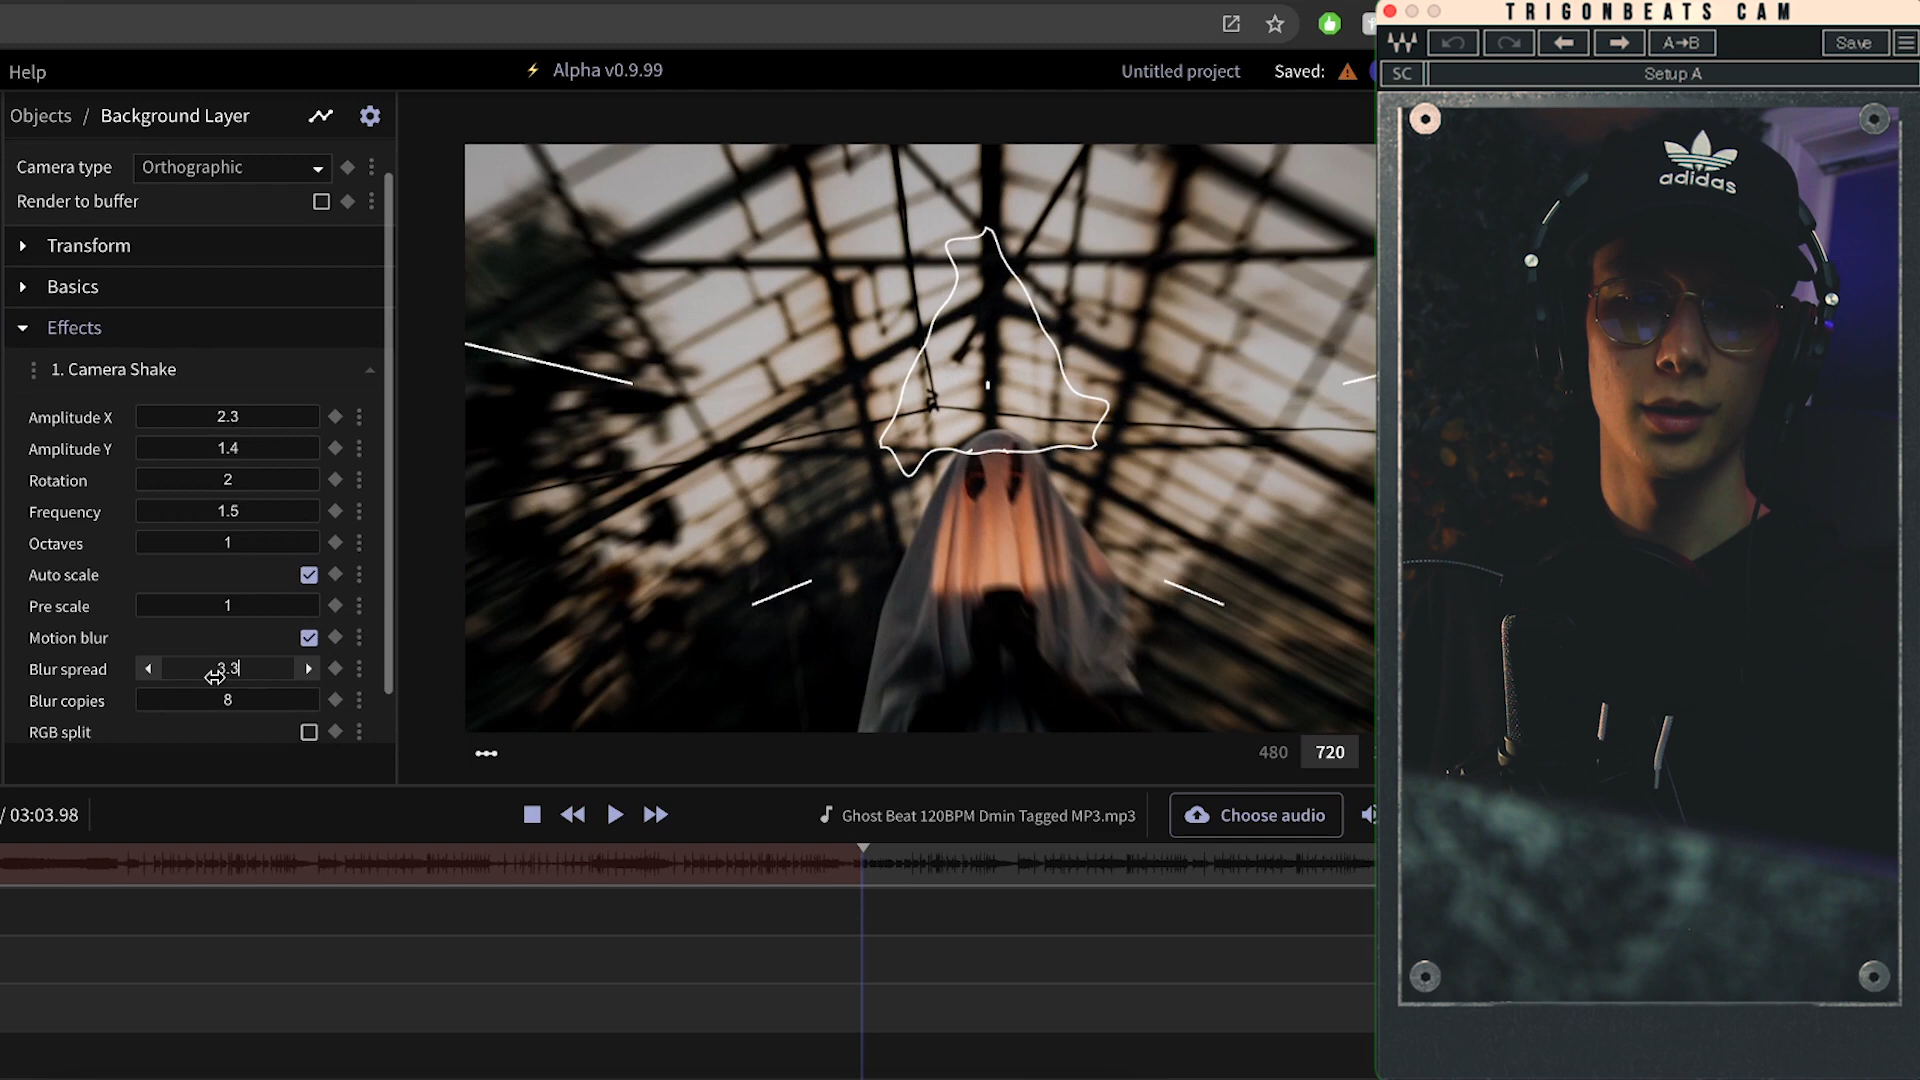 Help
Alpha v0.9.99
Untitled project
Saved:
Objects / Background Layer
Camera type
Orthographic
Render to buffer
Transform
Basics
Effects
1. Camera Shake
Amplitude X
2.3
Amplitude Y
1.4
Rotation
2
Frequency
1.5
Octaves
1
Auto scale
Pre scale
1
Motion blur
Blur spread
3.3
Blur copies
8
RGB split
480
720
/ 03:03.98
Ghost Beat 120BPM Dmin Tagged MP3.mp3
Choose audio
TRIGONBEATS CAM
A→B
Save
SC
Setup A
adidas